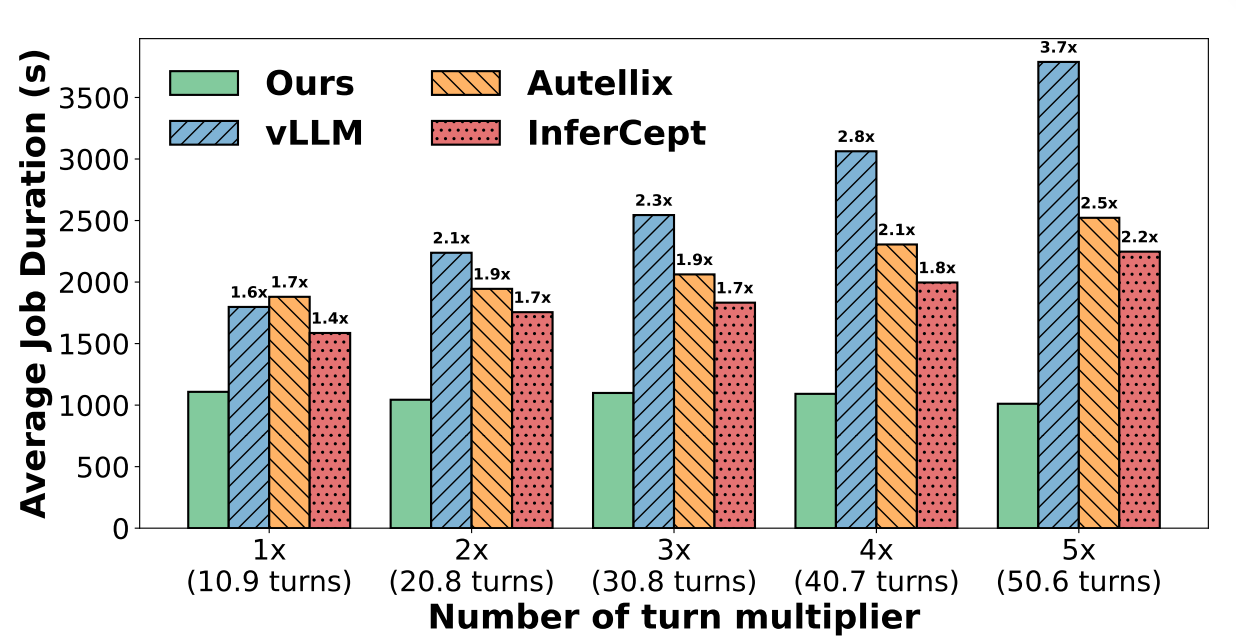 Average Job Duration (s)
3500
3000
2500
2000
1500
1000
500
0
Ours
vLLM
Autellix
InferCept
1.6x
1.7x
1.4x
2.1x
1.9x
1.7x
2.3x
1.9x
1.7x
2.8x
2.1x
1.8x
3.7x
2.5x
2.2x
1x
(10.9 turns)
2x
(20.8 turns)
3x
(30.8 turns)
4x
(40.7 turns)
5x
(50.6 turns)
Number of turn multiplier